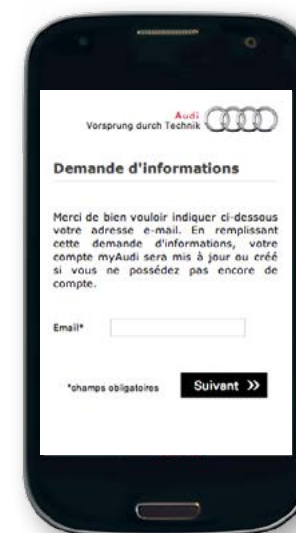 Audi
Vorsprung durch Technik
Demande d'informations
Merci de bien vouloir indiquer ci-dessous
votre adresse e-mail. En remplissant
cette demande d'informations, votre
compte myAudi sera mis à jour ou créé
si vous ne possédez pas encore de
compte.
Email*
*champs obligatoires
Suivant »